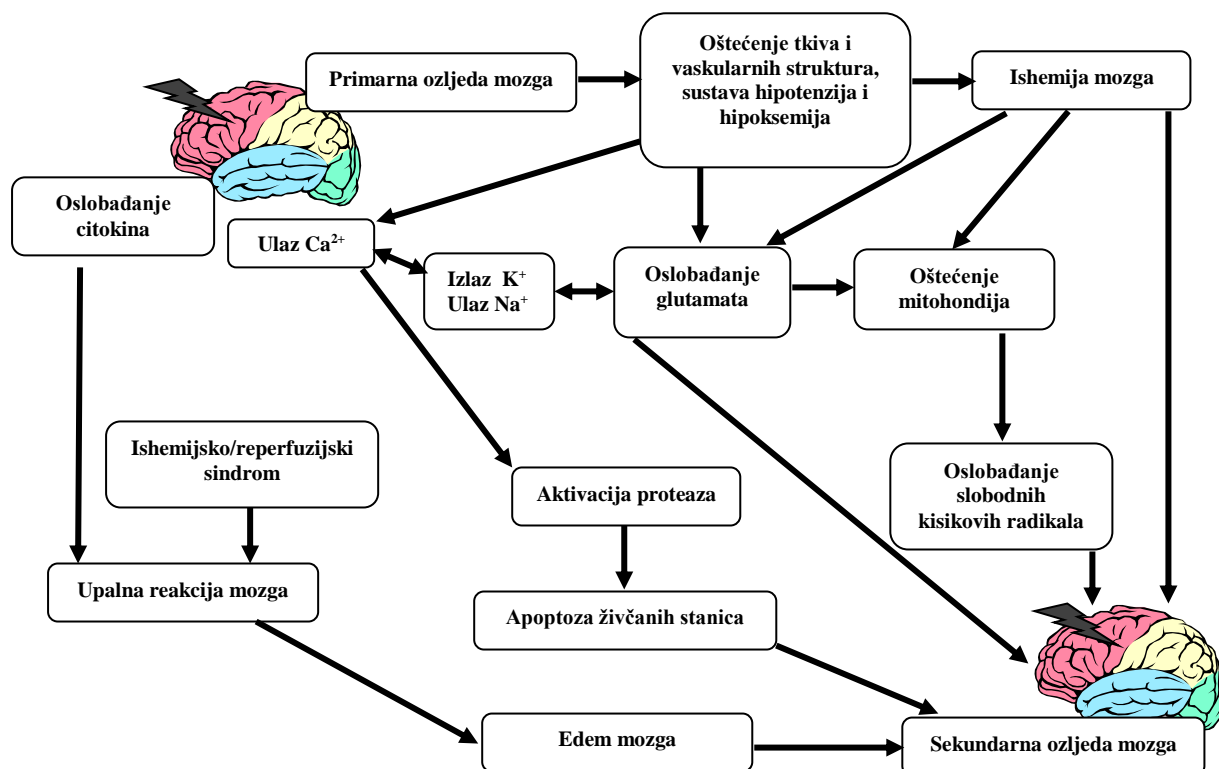 Primarna ozljeda mozga
Oštećenje tkiva i
vaskularnih struktura,
sustava hipotenzija i
hipoksemija
Ishemija mozga
Oslobađanje
citokina
Ulaz Ca²⁺
Izlaz K⁺
Ulaz Na⁺
Oslobađanje
glutamata
Oštećenje
mitohondija
Ishemijsko/reperfuzijski
sindrom
Aktivacija proteaza
Oslobađanje
slobodnih
kisikovih radikala
Upalna reakcija mozga
Apoptoza živčanih stanica
Edem mozga
Sekundarna ozljeda mozga